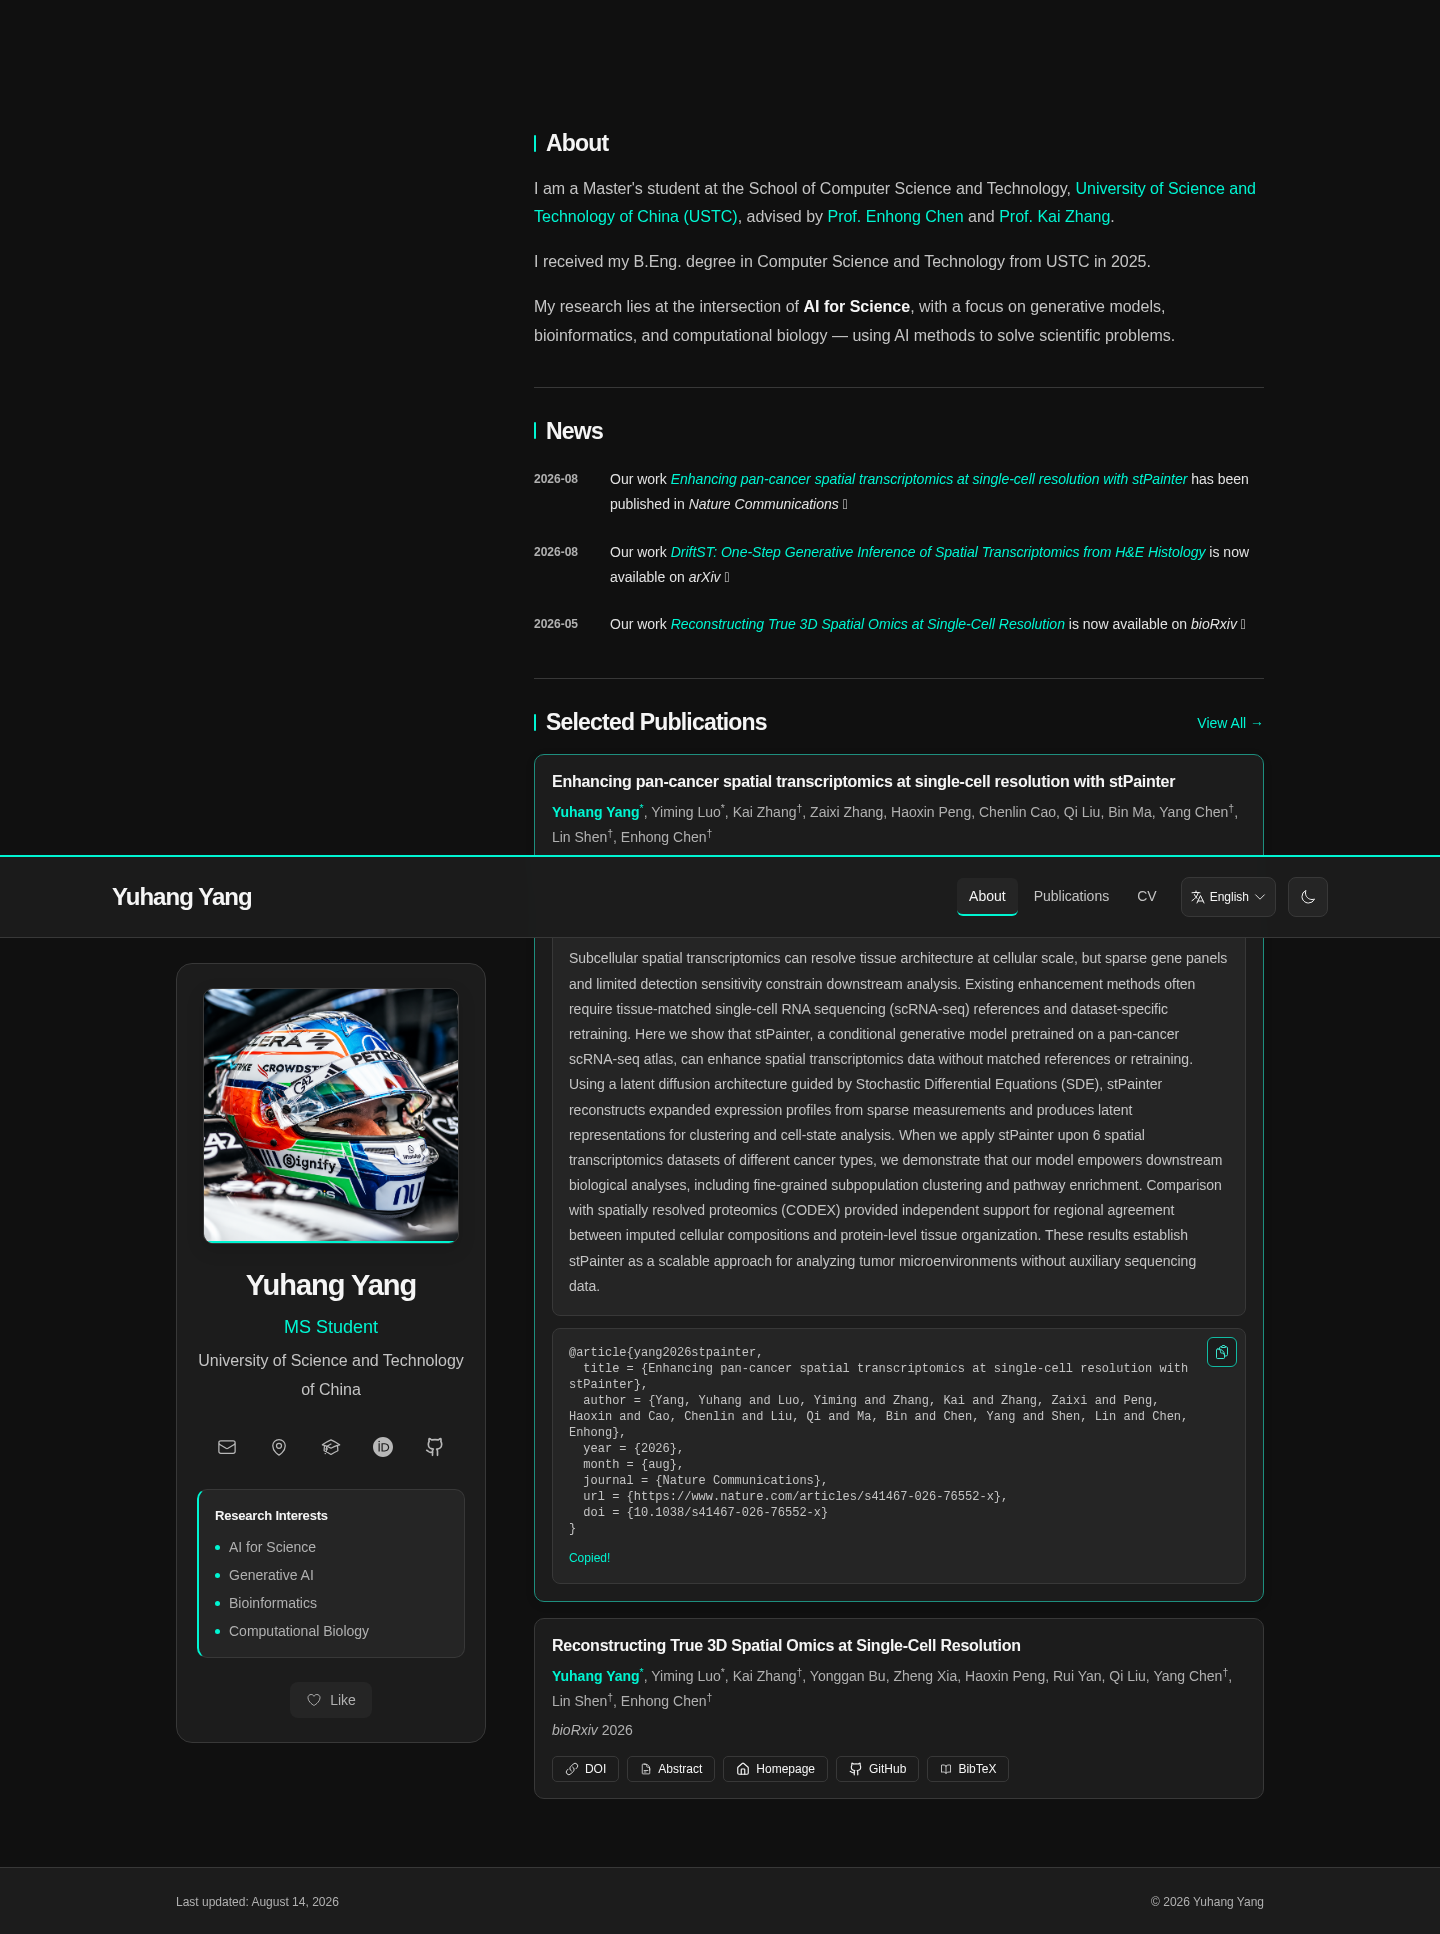 About
I am a Master's student at the School of Computer Science and Technology, University of Science and
Technology of China (USTC), advised by Prof. Enhong Chen and Prof. Kai Zhang.
I received my B.Eng. degree in Computer Science and Technology from USTC in 2025.
My research lies at the intersection of AI for Science, with a focus on generative models,
bioinformatics, and computational biology — using AI methods to solve scientific problems.
News
2026-08 Our work Enhancing pan-cancer spatial transcriptomics at single-cell resolution with stPainter has been
published in Nature Communications
2026-08 Our work DriftST: One-Step Generative Inference of Spatial Transcriptomics from H&E Histology is now
available on arXiv
2026-05 Our work Reconstructing True 3D Spatial Omics at Single-Cell Resolution is now available on bioRxiv
Selected Publications
View All →
Enhancing pan-cancer spatial transcriptomics at single-cell resolution with stPainter
Yuhang Yang*, Yiming Luo*, Kai Zhang†, Zaixi Zhang, Haoxin Peng, Chenlin Cao, Qi Liu, Bin Ma, Yang Chen†,
Lin Shen†, Enhong Chen†
Yuhang Yang
About Publications CV English
Subcellular spatial transcriptomics can resolve tissue architecture at cellular scale, but sparse gene panels
and limited detection sensitivity constrain downstream analysis. Existing enhancement methods often
require tissue-matched single-cell RNA sequencing (scRNA-seq) references and dataset-specific
retraining. Here we show that stPainter, a conditional generative model pretrained on a pan-cancer
scRNA-seq atlas, can enhance spatial transcriptomics data without matched references or retraining.
Using a latent diffusion architecture guided by Stochastic Differential Equations (SDE), stPainter
reconstructs expanded expression profiles from sparse measurements and produces latent
representations for clustering and cell-state analysis. When we apply stPainter upon 6 spatial
transcriptomics datasets of different cancer types, we demonstrate that our model empowers downstream
biological analyses, including fine-grained subpopulation clustering and pathway enrichment. Comparison
with spatially resolved proteomics (CODEX) provided independent support for regional agreement
between imputed cellular compositions and protein-level tissue organization. These results establish
stPainter as a scalable approach for analyzing tumor microenvironments without auxiliary sequencing
data.
@article{yang2026stpainter,
title = {Enhancing pan-cancer spatial transcriptomics at single-cell resolution with
stPainter},
author = {Yang, Yuhang and Luo, Yiming and Zhang, Kai and Zhang, Zaixi and Peng,
Haoxin and Cao, Chenlin and Liu, Qi and Ma, Bin and Chen, Yang and Shen, Lin and Chen,
Enhong},
year = {2026},
month = {aug},
journal = {Nature Communications},
url = {https://www.nature.com/articles/s41467-026-76552-x},
doi = {10.1038/s41467-026-76552-x}
}
Copied!
PETRO
CROWDST
Signify
nu
Yuhang Yang
MS Student
University of Science and Technology
of China
iD
Research Interests
AI for Science
Generative AI
Bioinformatics
Computational Biology
Like
Reconstructing True 3D Spatial Omics at Single-Cell Resolution
Yuhang Yang*, Yiming Luo*, Kai Zhang†, Yonggan Bu, Zheng Xia, Haoxin Peng, Rui Yan, Qi Liu, Yang Chen†,
Lin Shen†, Enhong Chen†
bioRxiv 2026
DOI Abstract Homepage GitHub BibTeX
Last updated: August 14, 2026
© 2026 Yuhang Yang